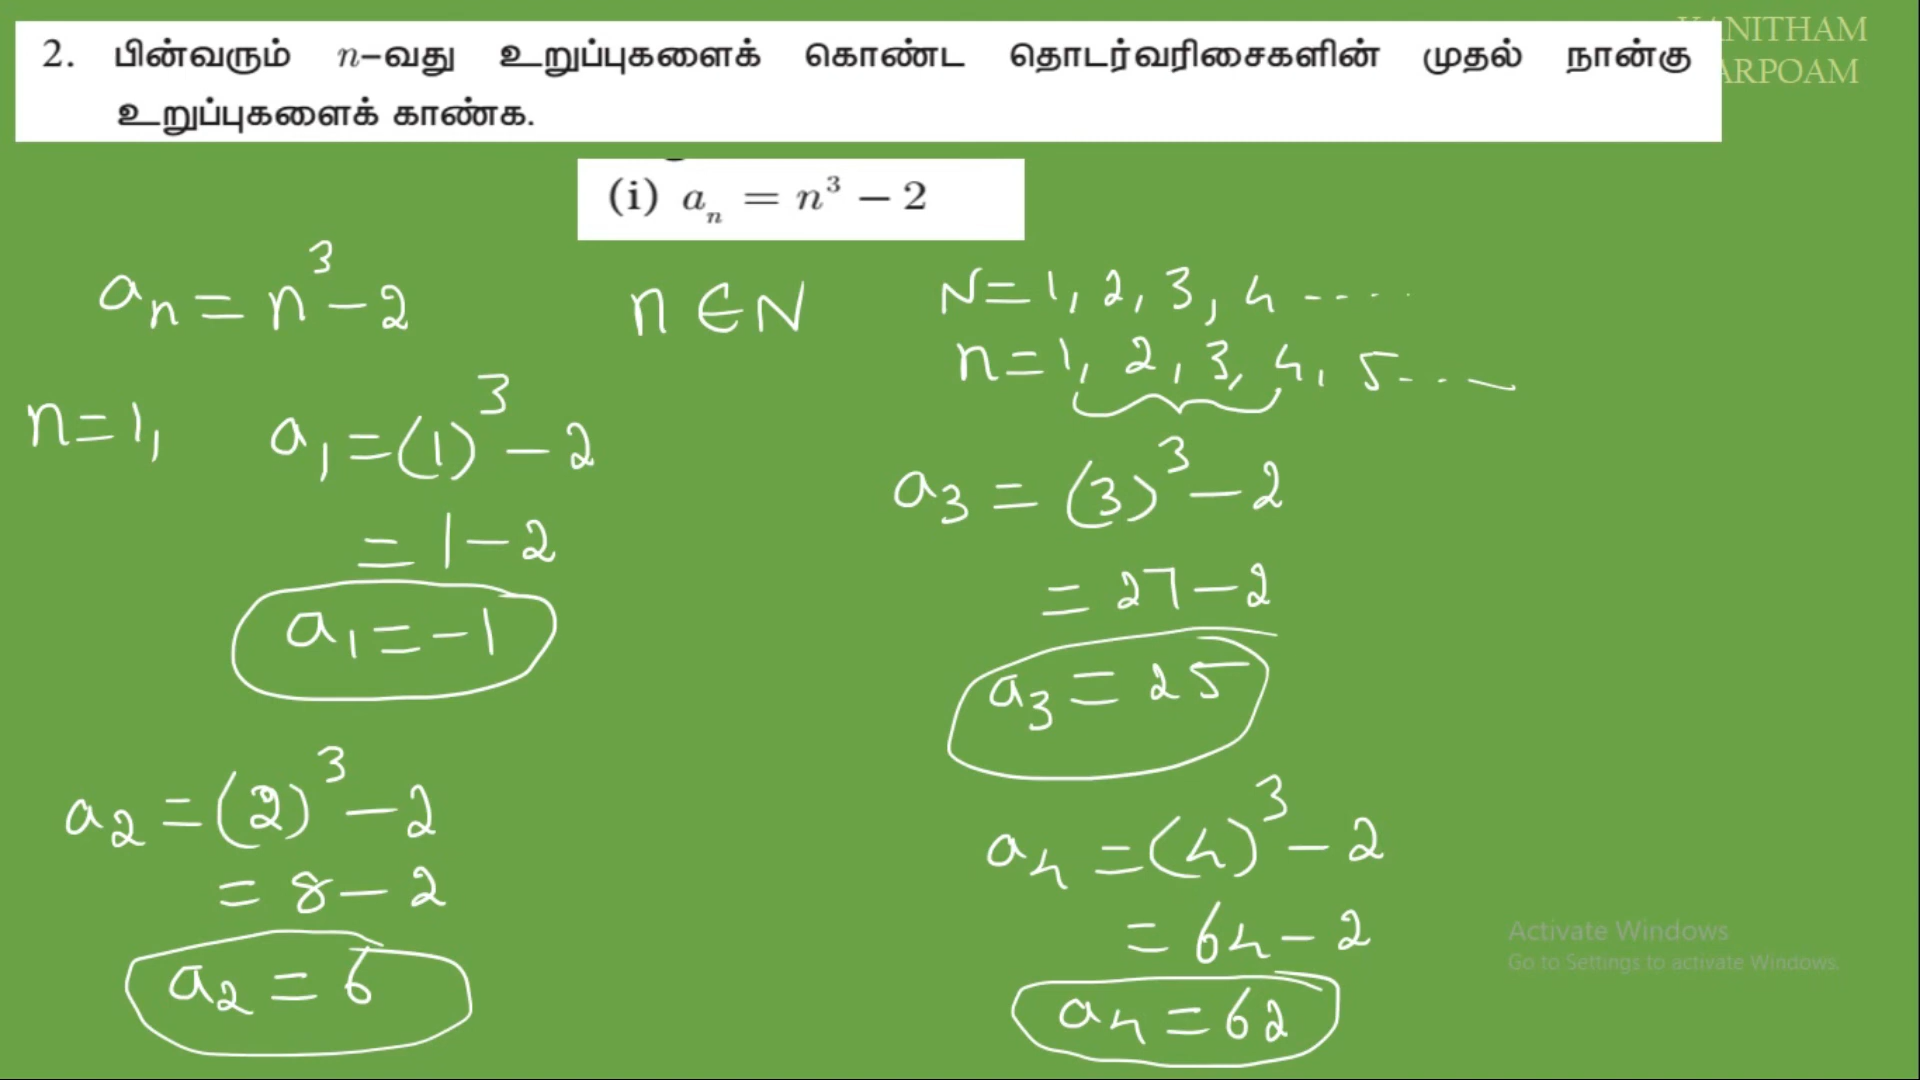 2. பின்வரும் n–வது உறுப்புகளைக் கொண்ட தொடர்வரிசைகளின் முதல் நான்கு
உறுப்புகளைக் காண்க.
ANITHAM
ARPOAM
(i) aₙ = n³ − 2
aₙ = n³ − 2
n ∈ N
N = 1, 2, 3, 4 ----
n = 1, 2, 3, 4, 5 ----
n = 1, a₁ = (1)³ − 2
= 1 − 2
a₁ = −1
a₂ = (2)³ − 2
= 8 − 2
a₂ = 6
a₃ = (3)³ − 2
= 27 − 2
a₃ = 25
a₄ = (4)³ − 2
= 64 − 2
a₄ = 62
Activate Windows
Go to Settings to activate Windows.